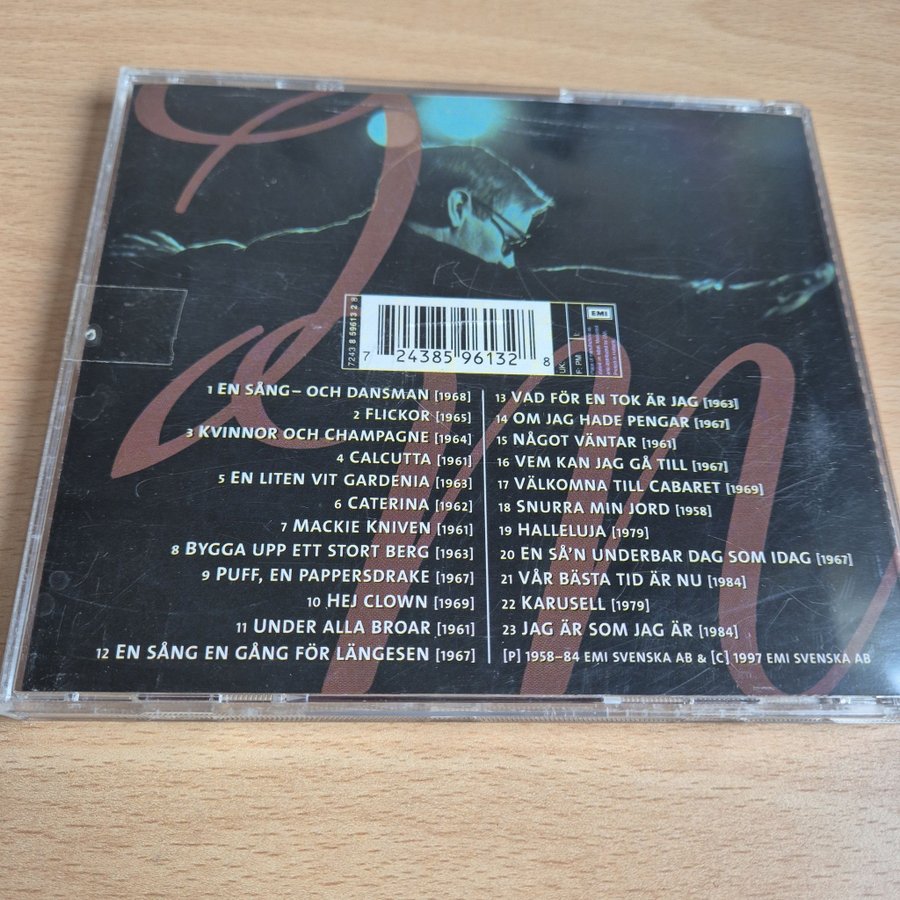 7243 8 59613 2 8
7 24385 96132 8
UK:
F: PM
I:
EMI
1 EN SÅNG – OCH DANSMAN [1968]
2 FLICKOR [1965]
3 KVINNOR OCH CHAMPAGNE [1964]
4 CALCUTTA [1961]
5 EN LITEN VIT GARDENIA [1963]
6 CATERINA [1962]
7 MACKIE KNIVEN [1961]
8 BYGGA UPP ETT STORT BERG [1963]
9 PUFF, EN PAPPERSDRAKE [1967]
10 HEJ CLOWN [1969]
11 UNDER ALLA BROAR [1961]
12 EN SÅNG EN GÅNG FÖR LÄNGESEN [1967]
13 VAD FÖR EN TOK ÄR JAG [1963]
14 OM JAG HADE PENGAR [1967]
15 NÅGOT VÄNTAR [1961]
16 VEM KAN JAG GÅ TILL [1967]
17 VÄLKOMNA TILL CABARET [1969]
18 SNURRA MIN JORD [1958]
19 HALLELUJA [1979]
20 EN SÅ'N UNDERBAR DAG SOM IDAG [1967]
21 VÅR BÄSTA TID ÄR NU [1984]
22 KARUSELL [1979]
23 JAG ÄR SOM JAG ÄR [1984]
[P] 1958–84 EMI SVENSKA AB & [C] 1997 EMI SVENSKA AB